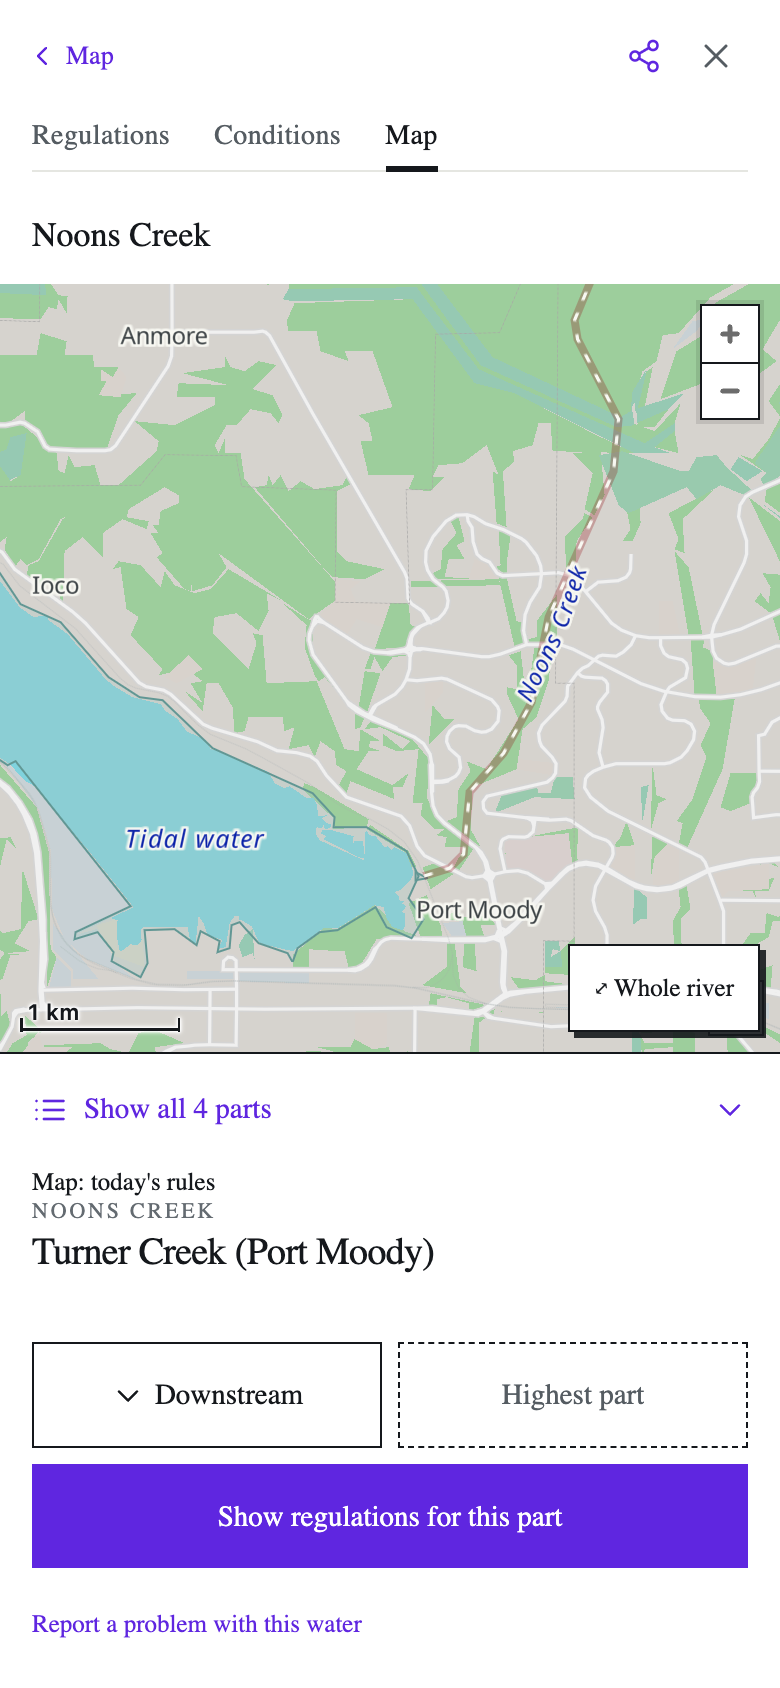 Map
Regulations
Conditions
Map
Noons Creek
Anmore
Ioco
Noons Creek
Tidal water
Port Moody
1 km
Whole river
Show all 4 parts
Map: today's rules
NOONS CREEK
Turner Creek (Port Moody)
Downstream
Highest part
Show regulations for this part
Report a problem with this water